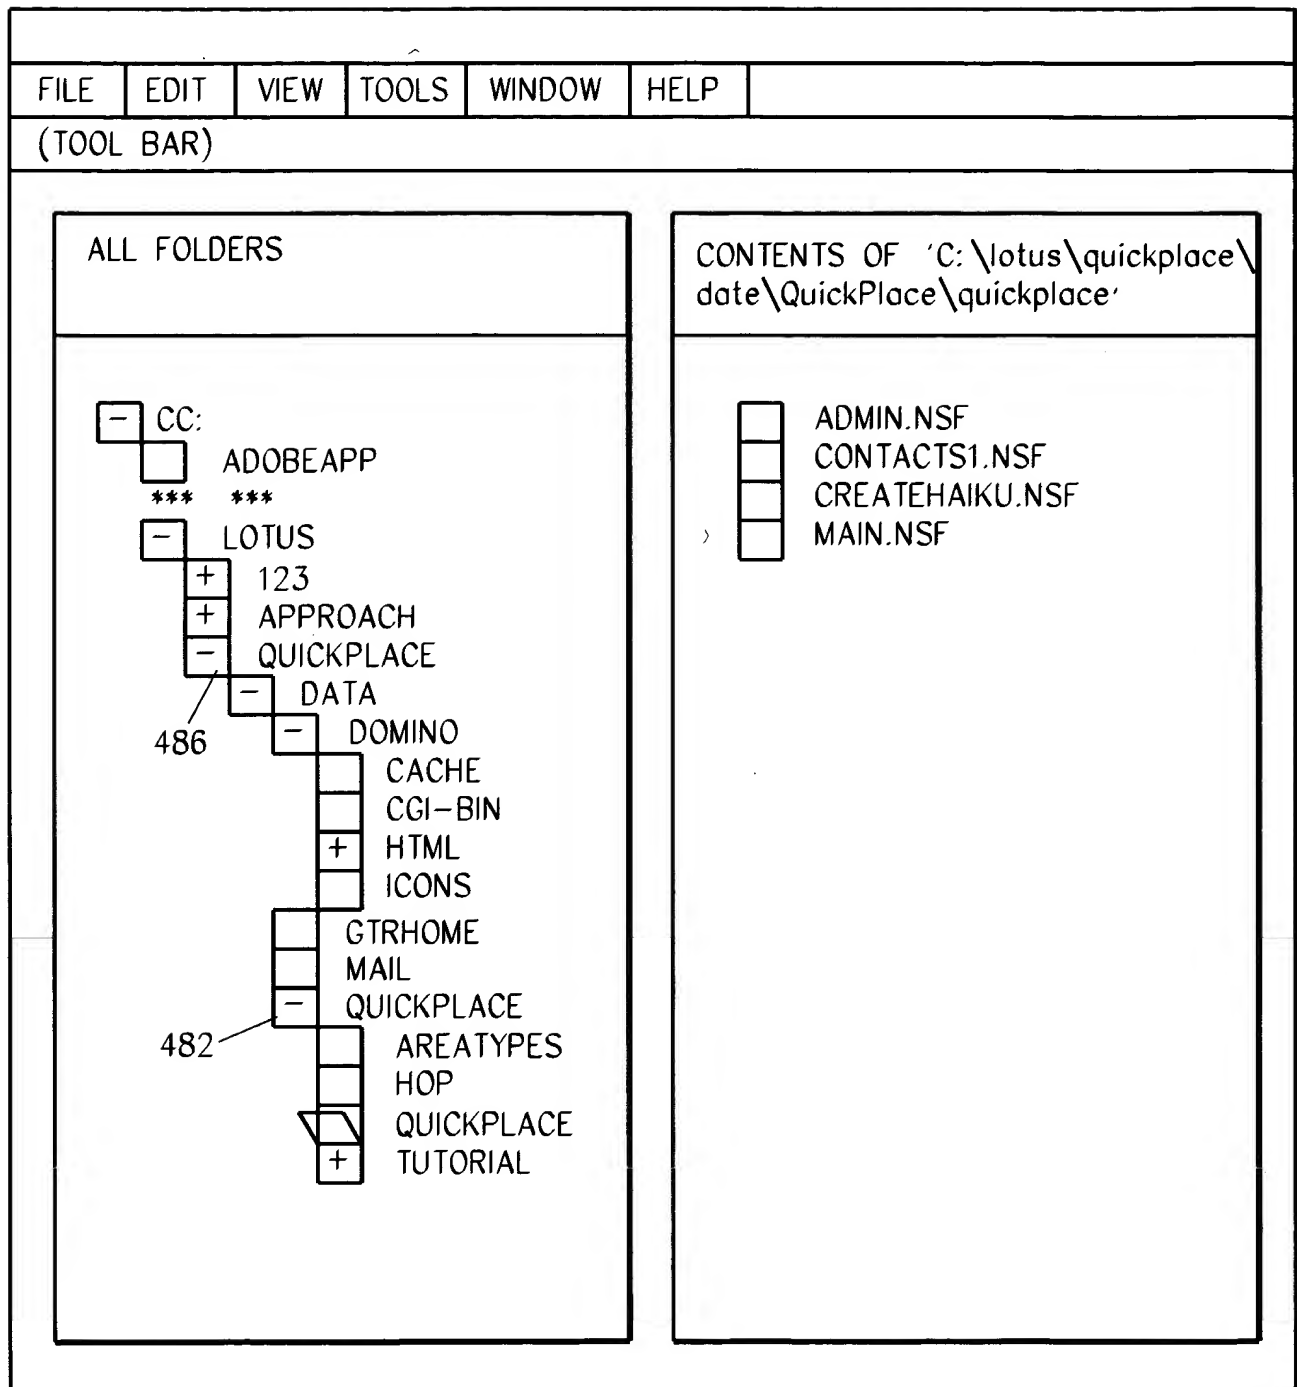 FILE EDIT VIEW TOOLS WINDOW HELP
(TOOL BAR)
ALL FOLDERS
- CC:
ADOBEAPP
*** ***
- LOTUS
+ 123
+ APPROACH
- QUICKPLACE
- DATA
486
- DOMINO
CACHE
CGI-BIN
+ HTML
ICONS
GTRHOME
MAIL
- QUICKPLACE
482
AREATYPES
HOP
QUICKPLACE
+ TUTORIAL
CONTENTS OF 'C:\lotus\quickplace\
date\QuickPlace\quickplace'
ADMIN.NSF
CONTACTS1.NSF
CREATEHAIKU.NSF
MAIN.NSF